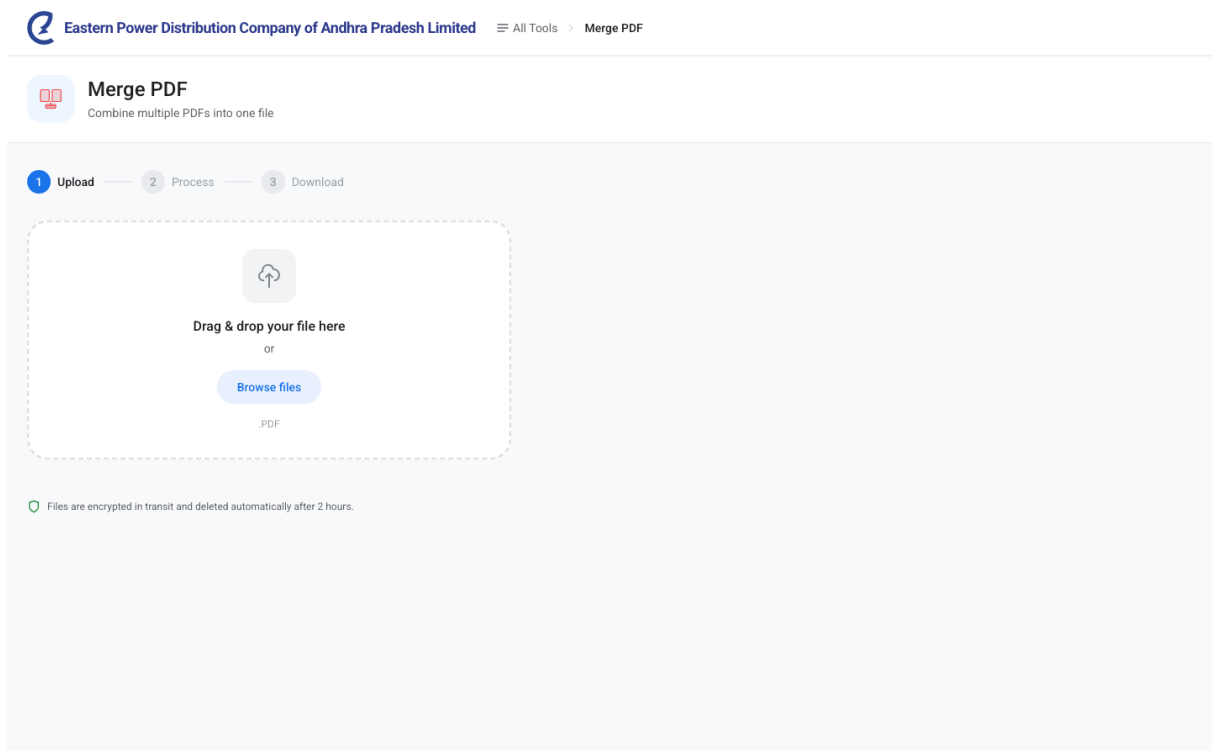 Eastern Power Distribution Company of Andhra Pradesh Limited
All Tools
Merge PDF
Merge PDF
Combine multiple PDFs into one file
1 Upload
2 Process
3 Download
Drag & drop your file here
or
Browse files
.PDF
Files are encrypted in transit and deleted automatically after 2 hours.